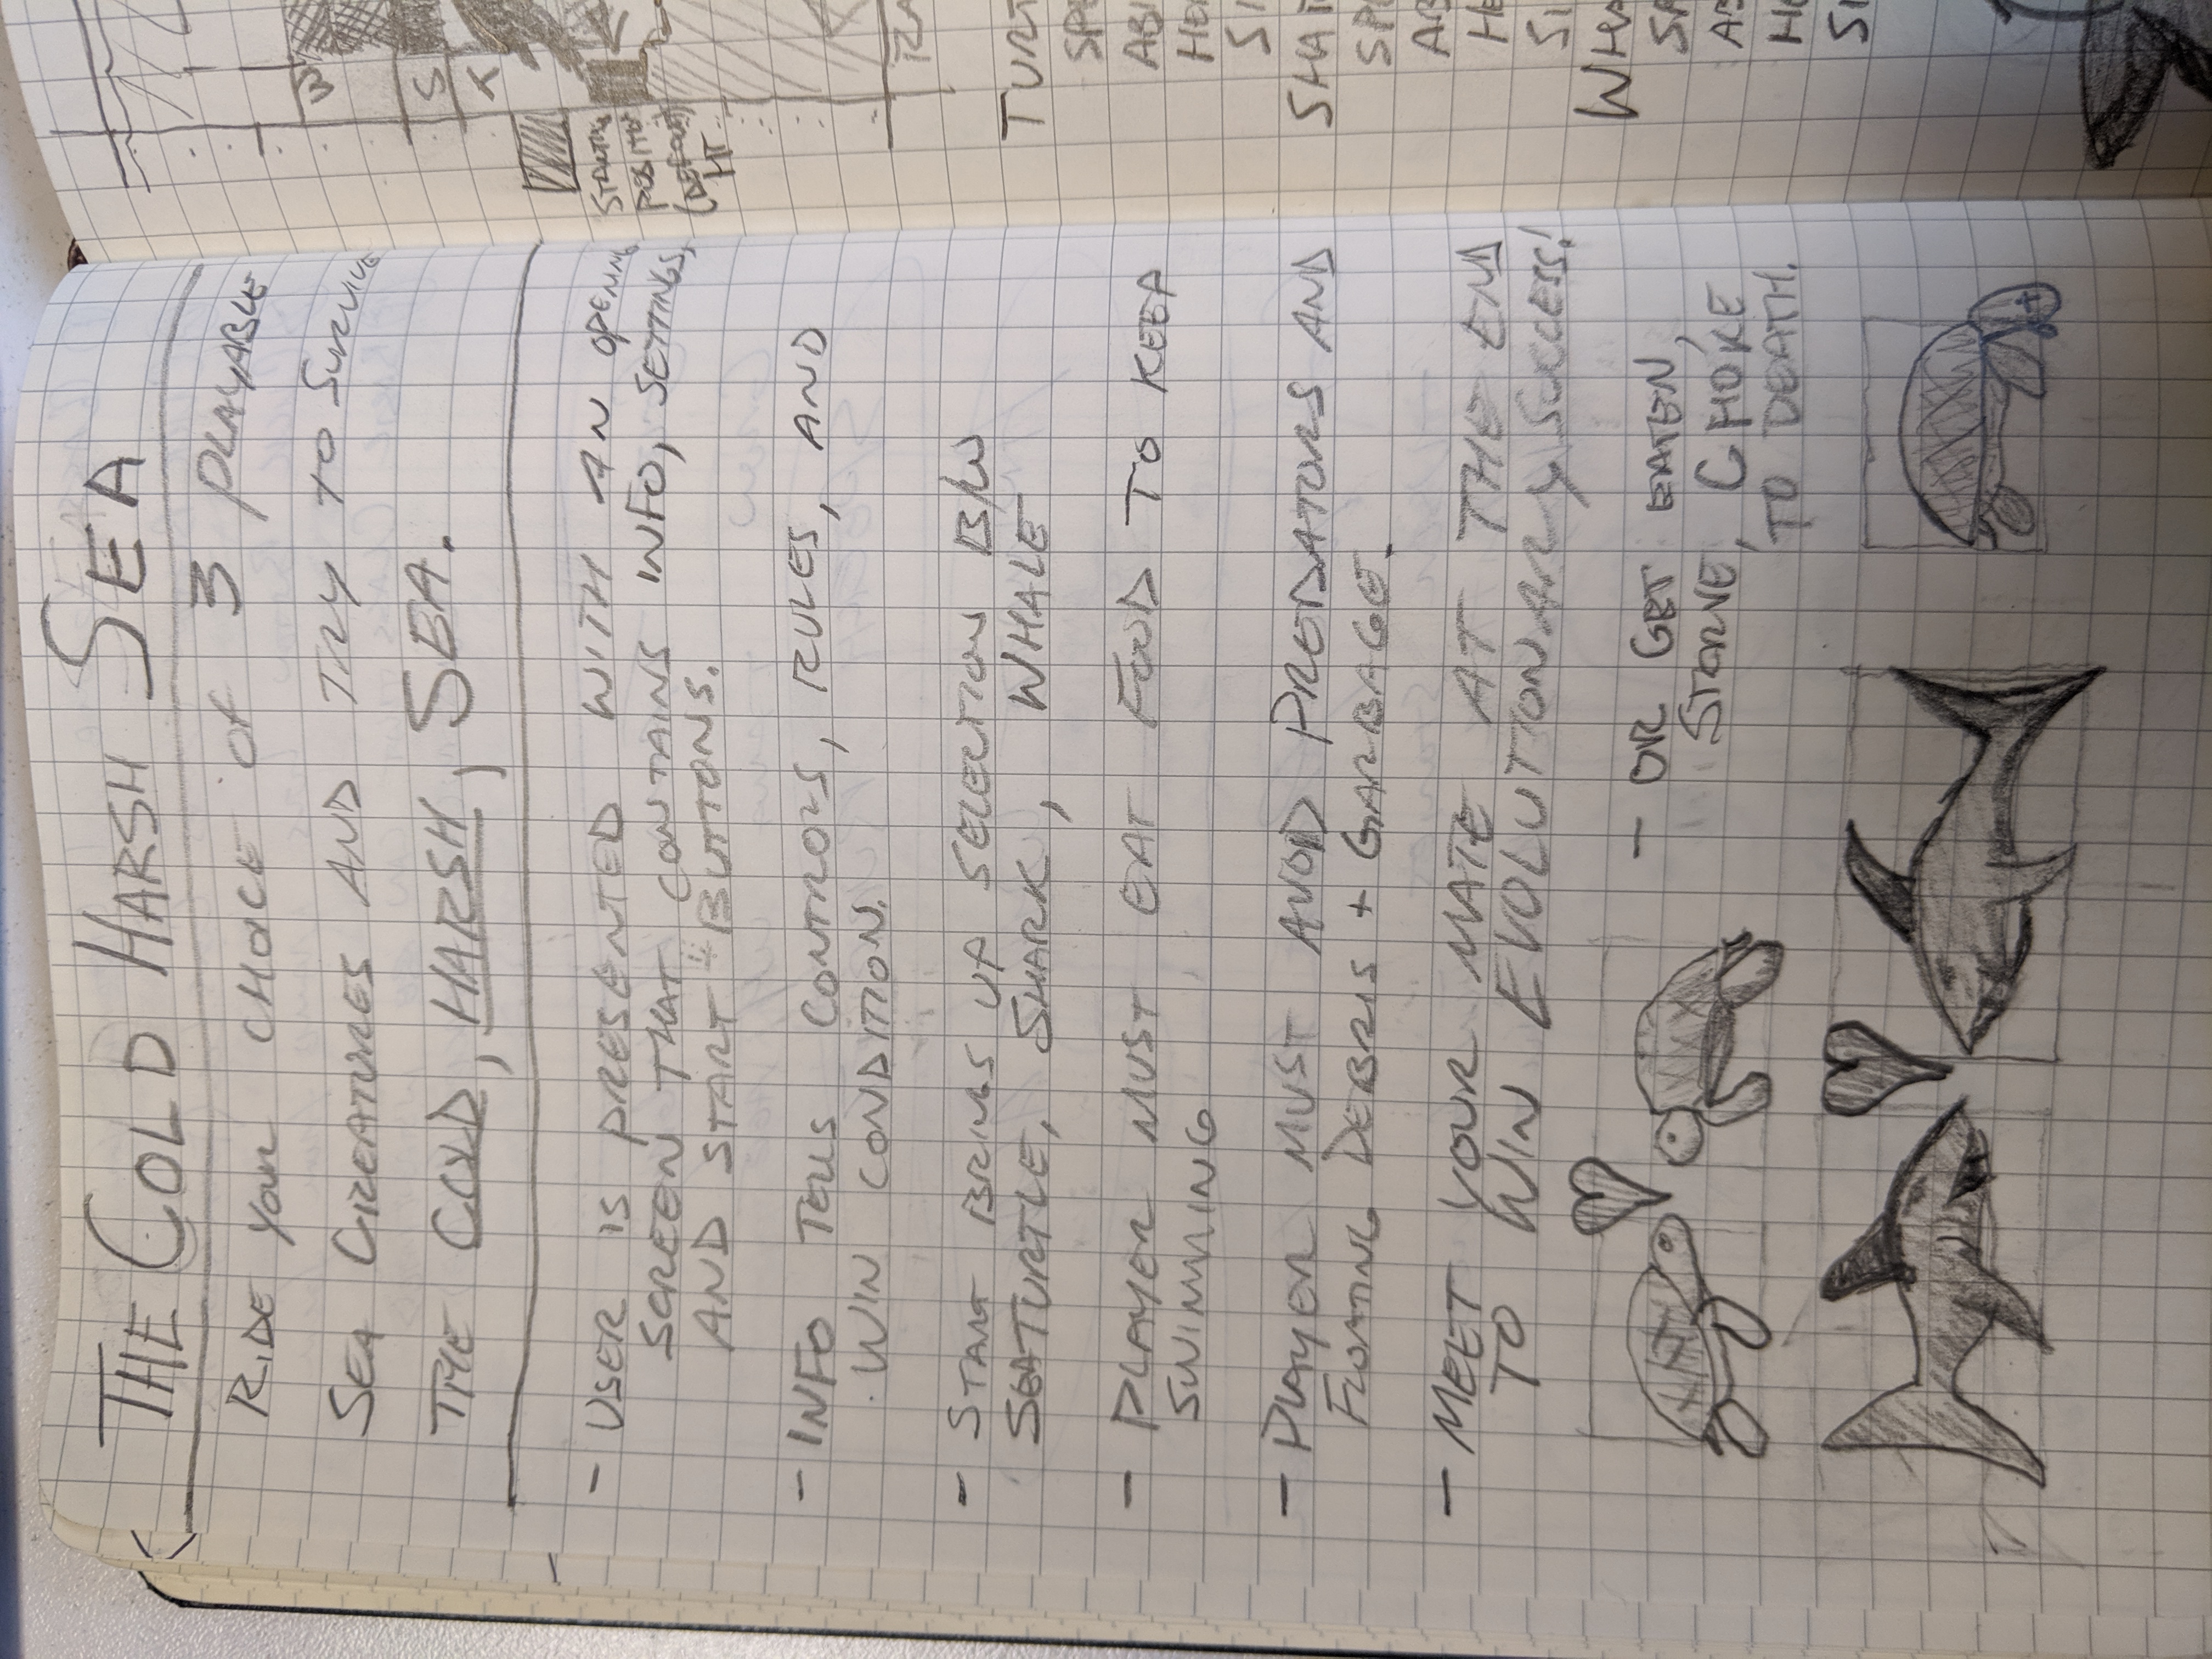 THE COLD HARSH SEA
RIDE YOUR CHOICE OF 3 PLAYABLE
SEA CREATURES AND TRY TO SURVIVE
THE COLD, HARSH, SEA.
- USER IS PRESENTED WITH AN OPENING
SCREEN THAT CONTAINS INFO, SETTINGS,
AND START BUTTONS.
- INFO TELLS CONTROLS, RULES, AND
WIN CONDITION.
- START BRINGS UP SELECTION B/W
SEATURTLE, SHARK, WHALE
- PLAYER MUST EAT FOOD TO KEEP
SWIMMING
- PLAYER MUST AVOID PREDATORS AND
FLOATING DEBRIS + GARBAGE.
- MEET YOUR MATE AT THE END
TO WIN EVOLUTIONARY SUCCESS!
- OR GET EATEN,
STARVE, CHOKE
TO DEATH.
W
S
T
STARTING
POSITION
(DEFAULT)
HT
RA
TURT
SPE
ABI
HEA
SI
SHAR
SPE
AB
HE
SI
WHA
SP
AB
HE
SI